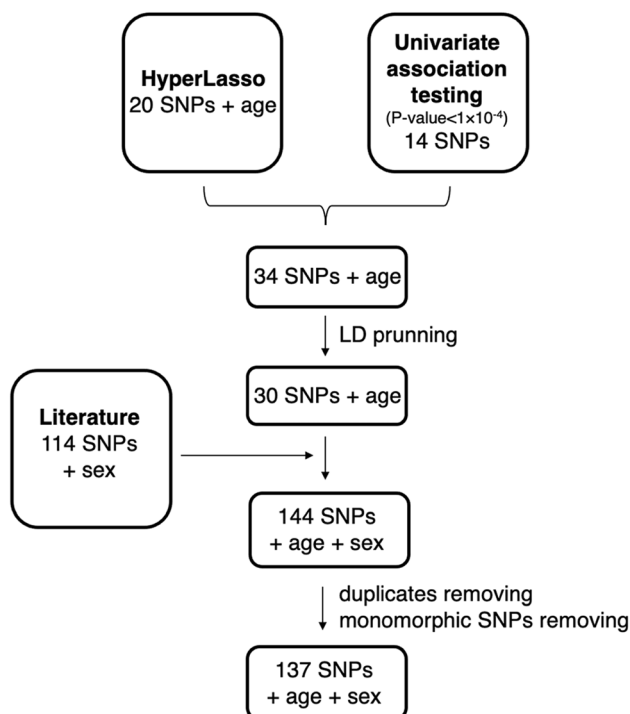 HyperLasso
20 SNPs + age
Univariate
association
testing
(P-value<1×10⁻⁴)
14 SNPs
34 SNPs + age
LD prunning
30 SNPs + age
Literature
114 SNPs
+ sex
144 SNPs
+ age + sex
duplicates removing
monomorphic SNPs removing
137 SNPs
+ age + sex